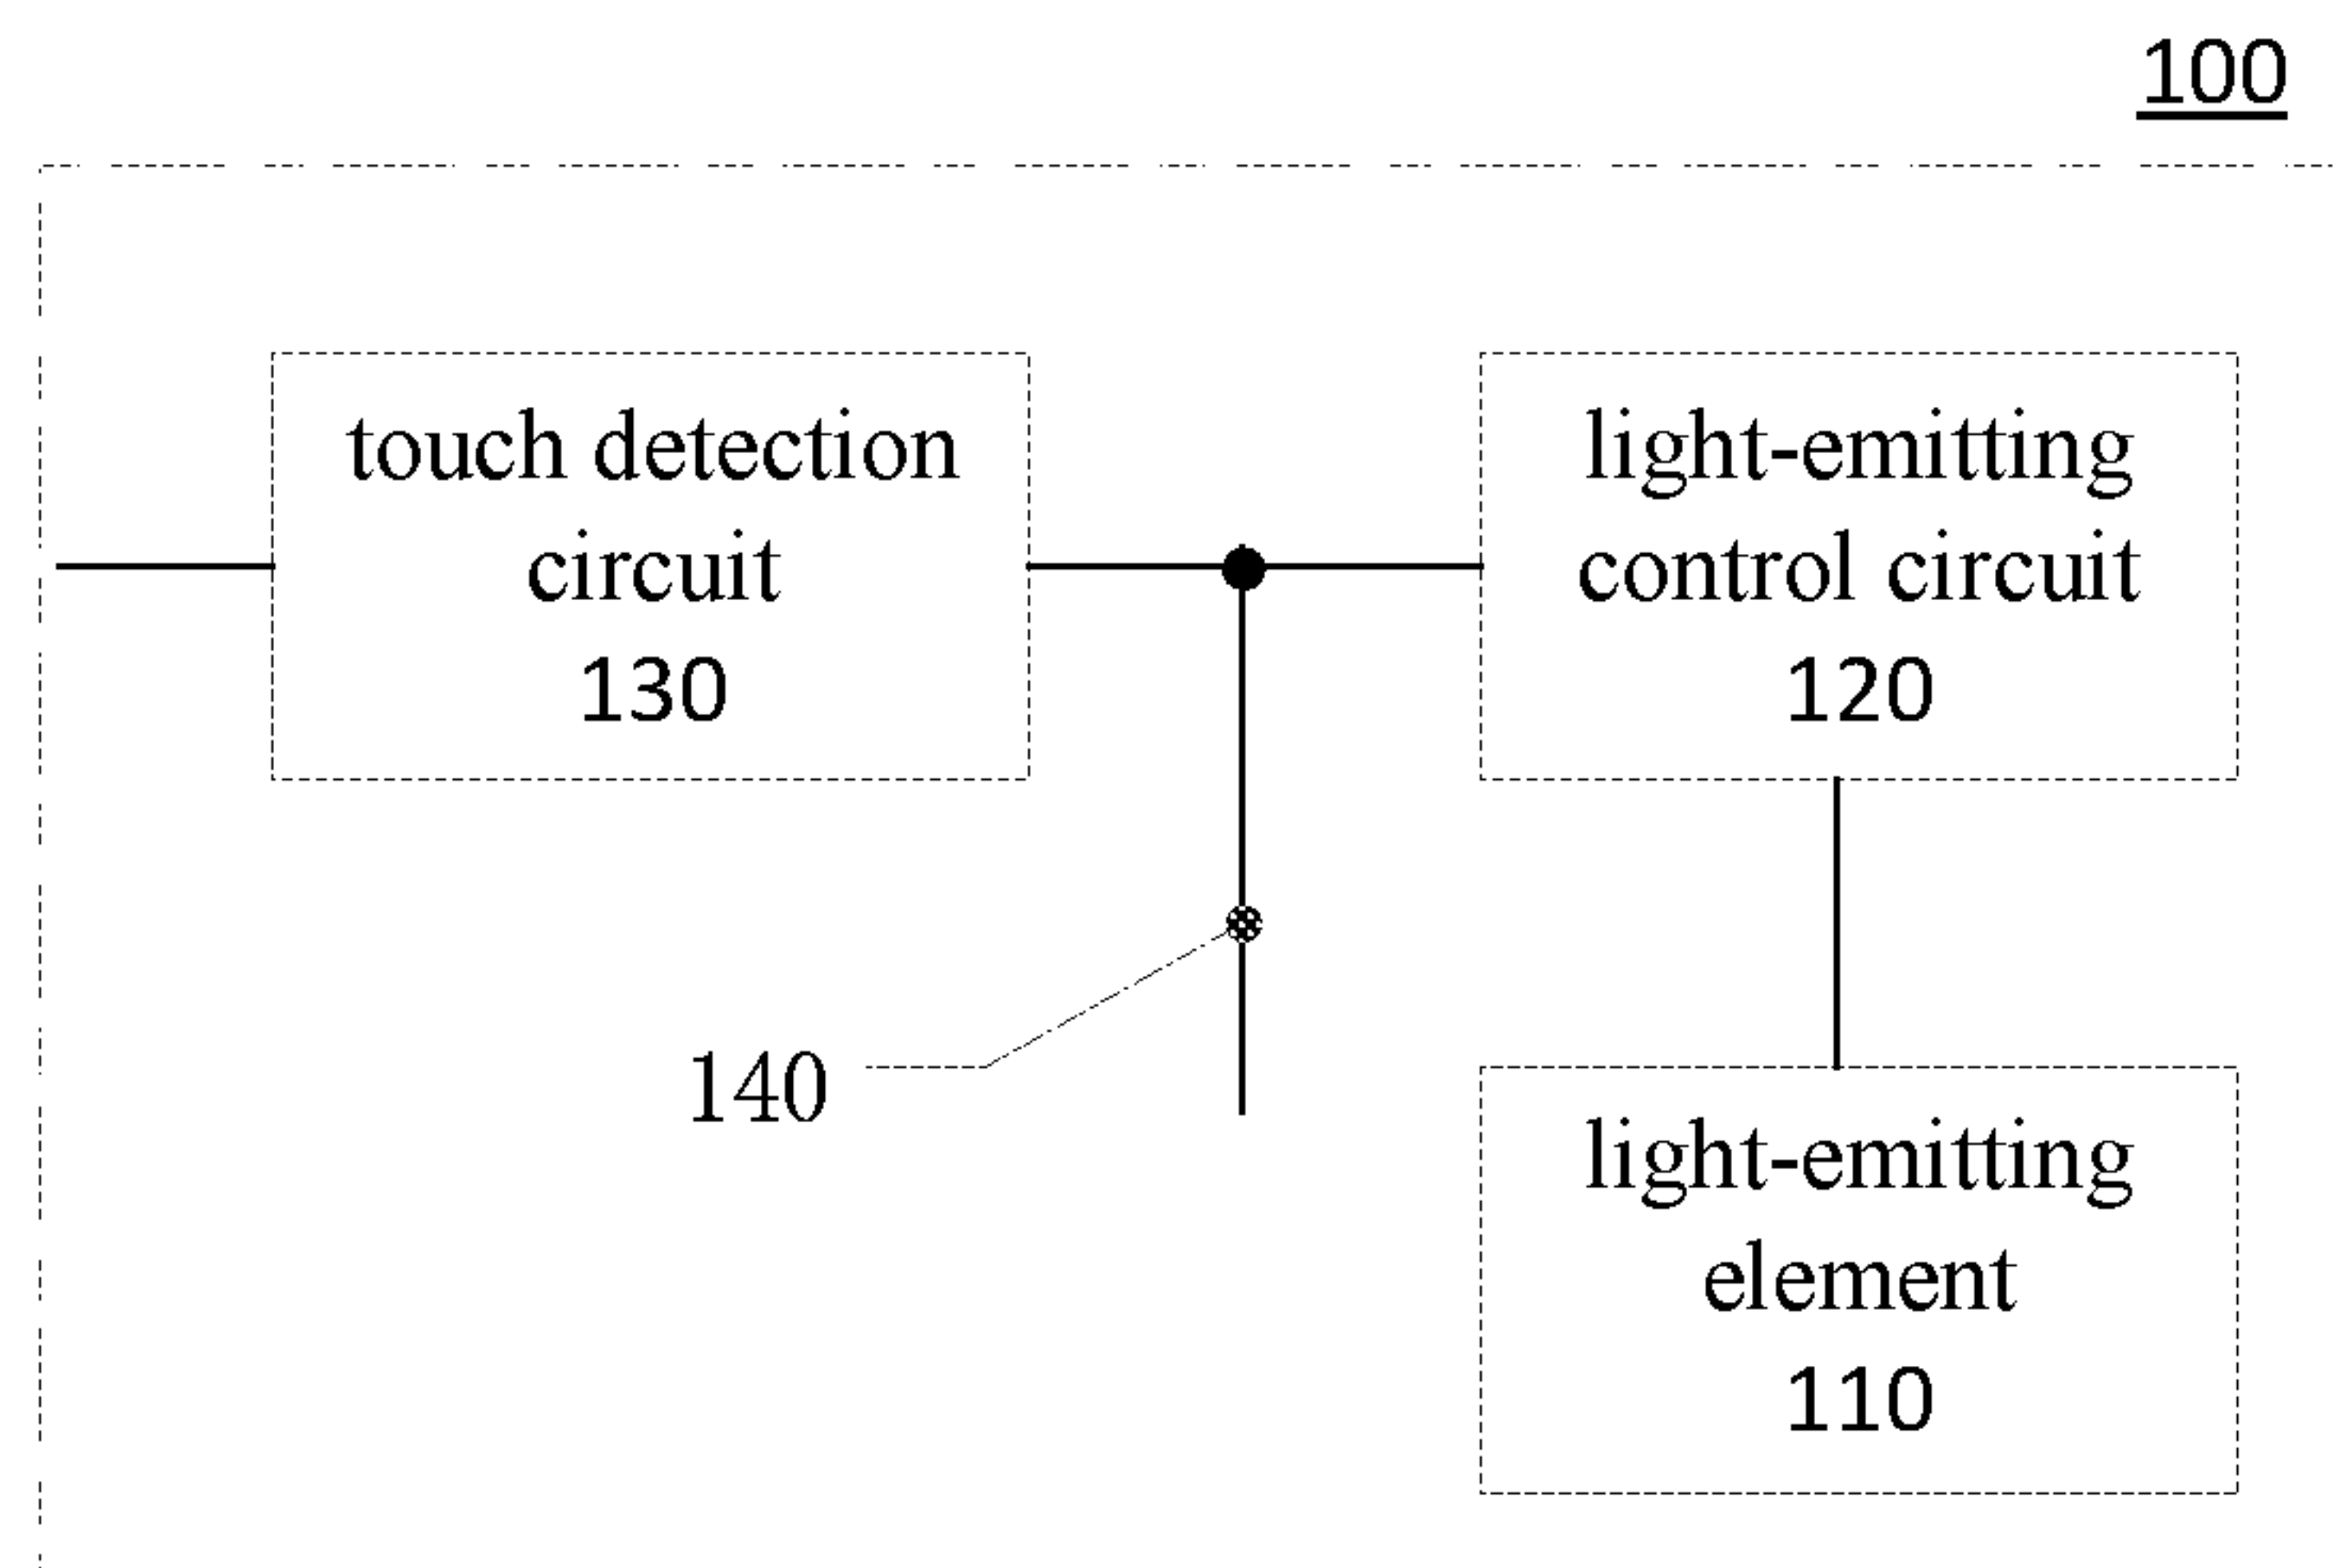 100
touch detection
circuit
130
light-emitting
control circuit
120
140
light-emitting
element
110